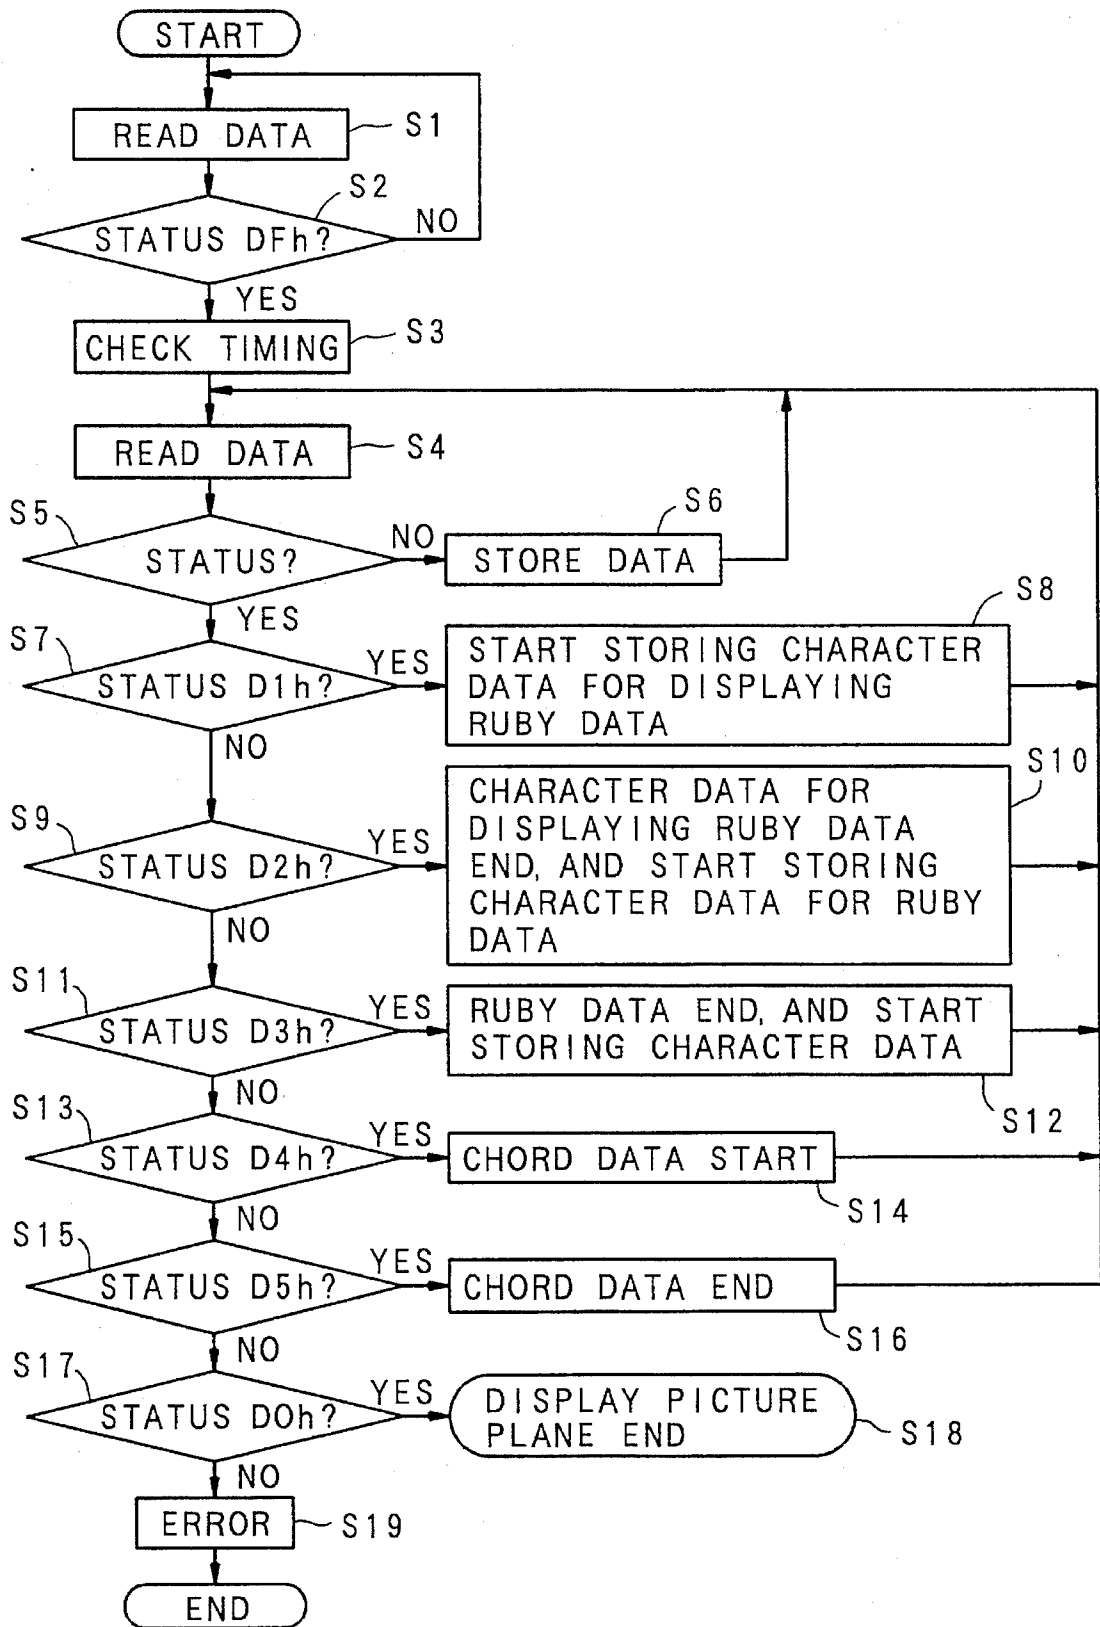 START
READ DATA
S1
S2
STATUS DFh?
NO
YES
CHECK TIMING
S3
READ DATA
S4
S5
STATUS?
NO
S6
STORE DATA
YES
S7
STATUS D1h?
YES
S8
START STORING CHARACTER
DATA FOR DISPLAYING
RUBY DATA
NO
S9
STATUS D2h?
YES
S10
CHARACTER DATA FOR
DISPLAYING RUBY DATA
END, AND START STORING
CHARACTER DATA FOR RUBY
DATA
NO
S11
STATUS D3h?
YES
RUBY DATA END, AND START
STORING CHARACTER DATA
S12
NO
S13
STATUS D4h?
YES
CHORD DATA START
S14
NO
S15
STATUS D5h?
YES
CHORD DATA END
S16
NO
S17
STATUS D0h?
YES
DISPLAY PICTURE
PLANE END
S18
NO
ERROR
S19
END